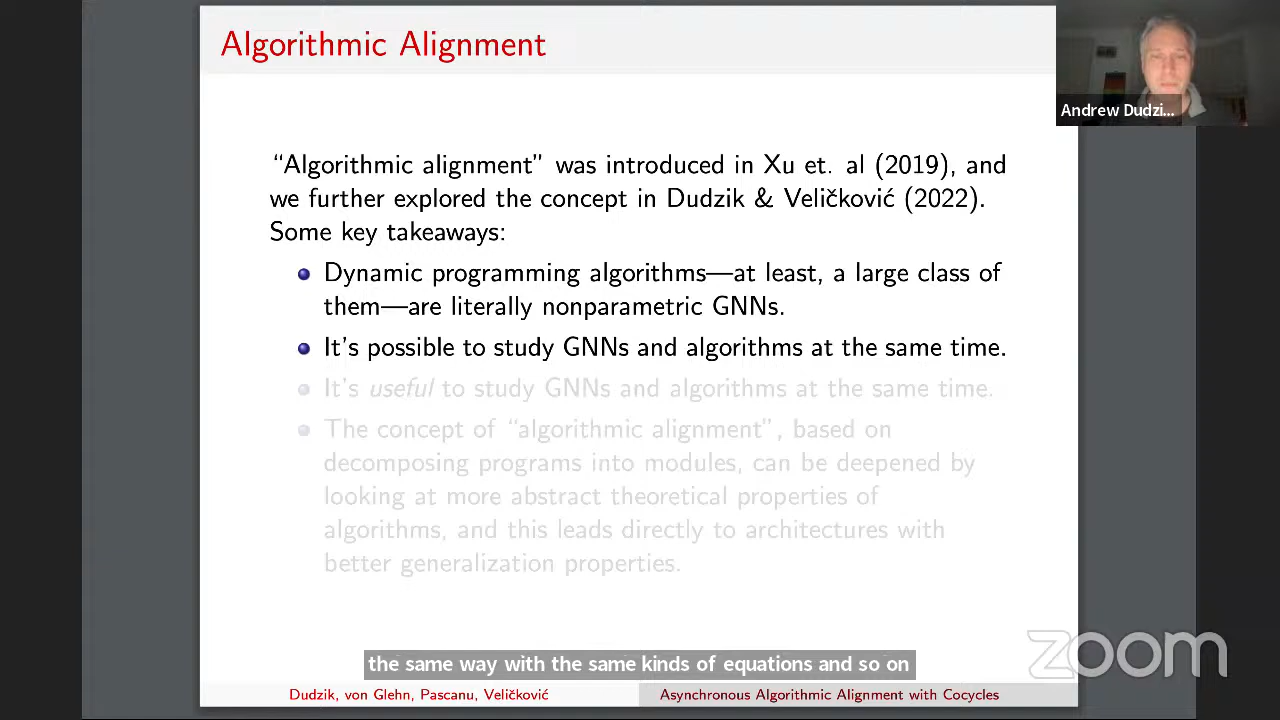 Algorithmic Alignment
Andrew Dudzi...
“Algorithmic alignment” was introduced in Xu et. al (2019), and
we further explored the concept in Dudzik & Veličković (2022).
Some key takeaways:
Dynamic programming algorithms—at least, a large class of
them—are literally nonparametric GNNs.
It's possible to study GNNs and algorithms at the same time.
It's useful to study GNNs and algorithms at the same time.
The concept of “algorithmic alignment”, based on
decomposing programs into modules, can be deepened by
looking at more abstract theoretical properties of
algorithms, and this leads directly to architectures with
better generalization properties.
the same way with the same kinds of equations and so on
zoom
Dudzik, von Glehn, Pascanu, Veličković
Asynchronous Algorithmic Alignment with Cocycles